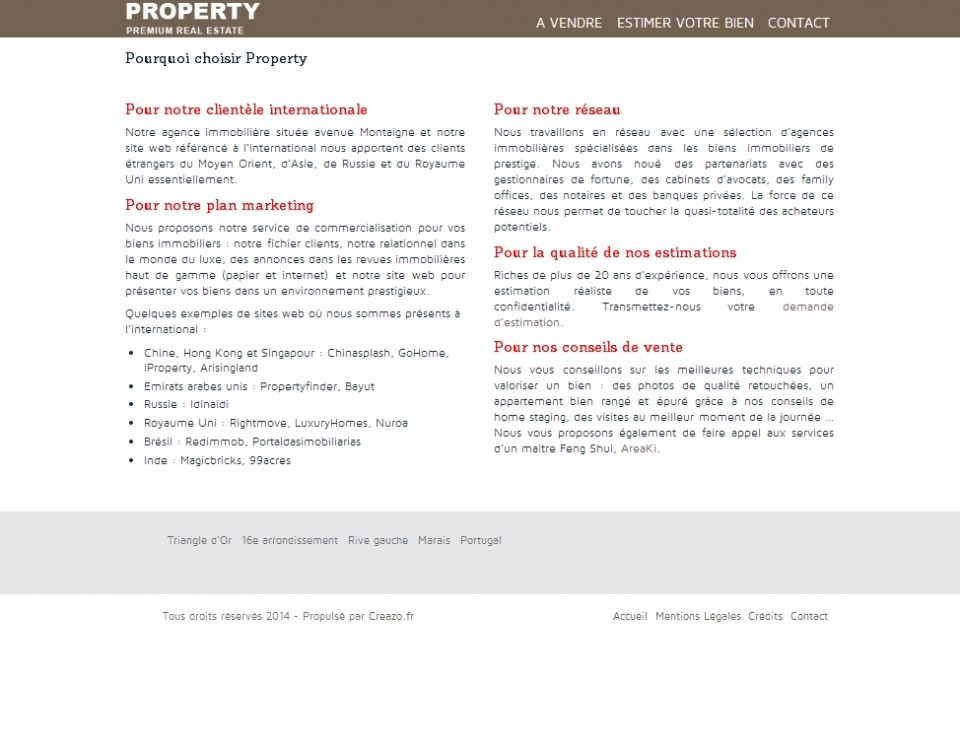 PROPERTY
PREMIUM REAL ESTATE
A VENDRE ESTIMER VOTRE BIEN CONTACT
Pourquoi choisir Property
Pour notre clientèle internationale
Notre agence immobilière située avenue Montaigne et notre
site web référencé à l'international nous apportent des clients
étrangers du Moyen Orient, d'Asie, de Russie et du Royaume
Uni essentiellement.
Pour notre plan marketing
Nous proposons notre service de commercialisation pour vos
biens immobiliers : notre fichier clients, notre relationnel dans
le monde du luxe, des annonces dans les revues immobilières
haut de gamme (papier et internet) et notre site web pour
présenter vos biens dans un environnement prestigieux.
Quelques exemples de sites web où nous sommes présents à
l'international :
• Chine, Hong Kong et Singapour : Chinasplash, GoHome,
iProperty, Arisingland
• Emirats arabes unis : Propertyfinder, Bayut
• Russie : Idinaidi
• Royaume Uni : Rightmove, LuxuryHomes, Nuroa
• Brésil : Redimmob, Portaldasimobiliarias
• Inde : Magicbricks, 99acres
Pour notre réseau
Nous travaillons en réseau avec une sélection d'agences
immobilières spécialisées dans les biens immobiliers de
prestige. Nous avons noué des partenariats avec des
gestionnaires de fortune, des cabinets d'avocats, des family
offices, des notaires et des banques privées. La force de ce
réseau nous permet de toucher la quasi-totalité des acheteurs
potentiels.
Pour la qualité de nos estimations
Riches de plus de 20 ans d'expérience, nous vous offrons une
estimation réaliste de vos biens, en toute
confidentialité. Transmettez-nous votre demande
d'estimation.
Pour nos conseils de vente
Nous vous conseillons sur les meilleures techniques pour
valoriser un bien : des photos de qualité retouchées, un
appartement bien rangé et épuré grâce à nos conseils de
home staging, des visites au meilleur moment de la journée ...
Nous vous proposons également de faire appel aux services
d'un maitre Feng Shui, AreaKi.
Triangle d'Or 16e arrondissement Rive gauche Marais Portugal
Tous droits réservés 2014 - Propulsé par Creazo.fr
Accueil Mentions Légales Crédits Contact